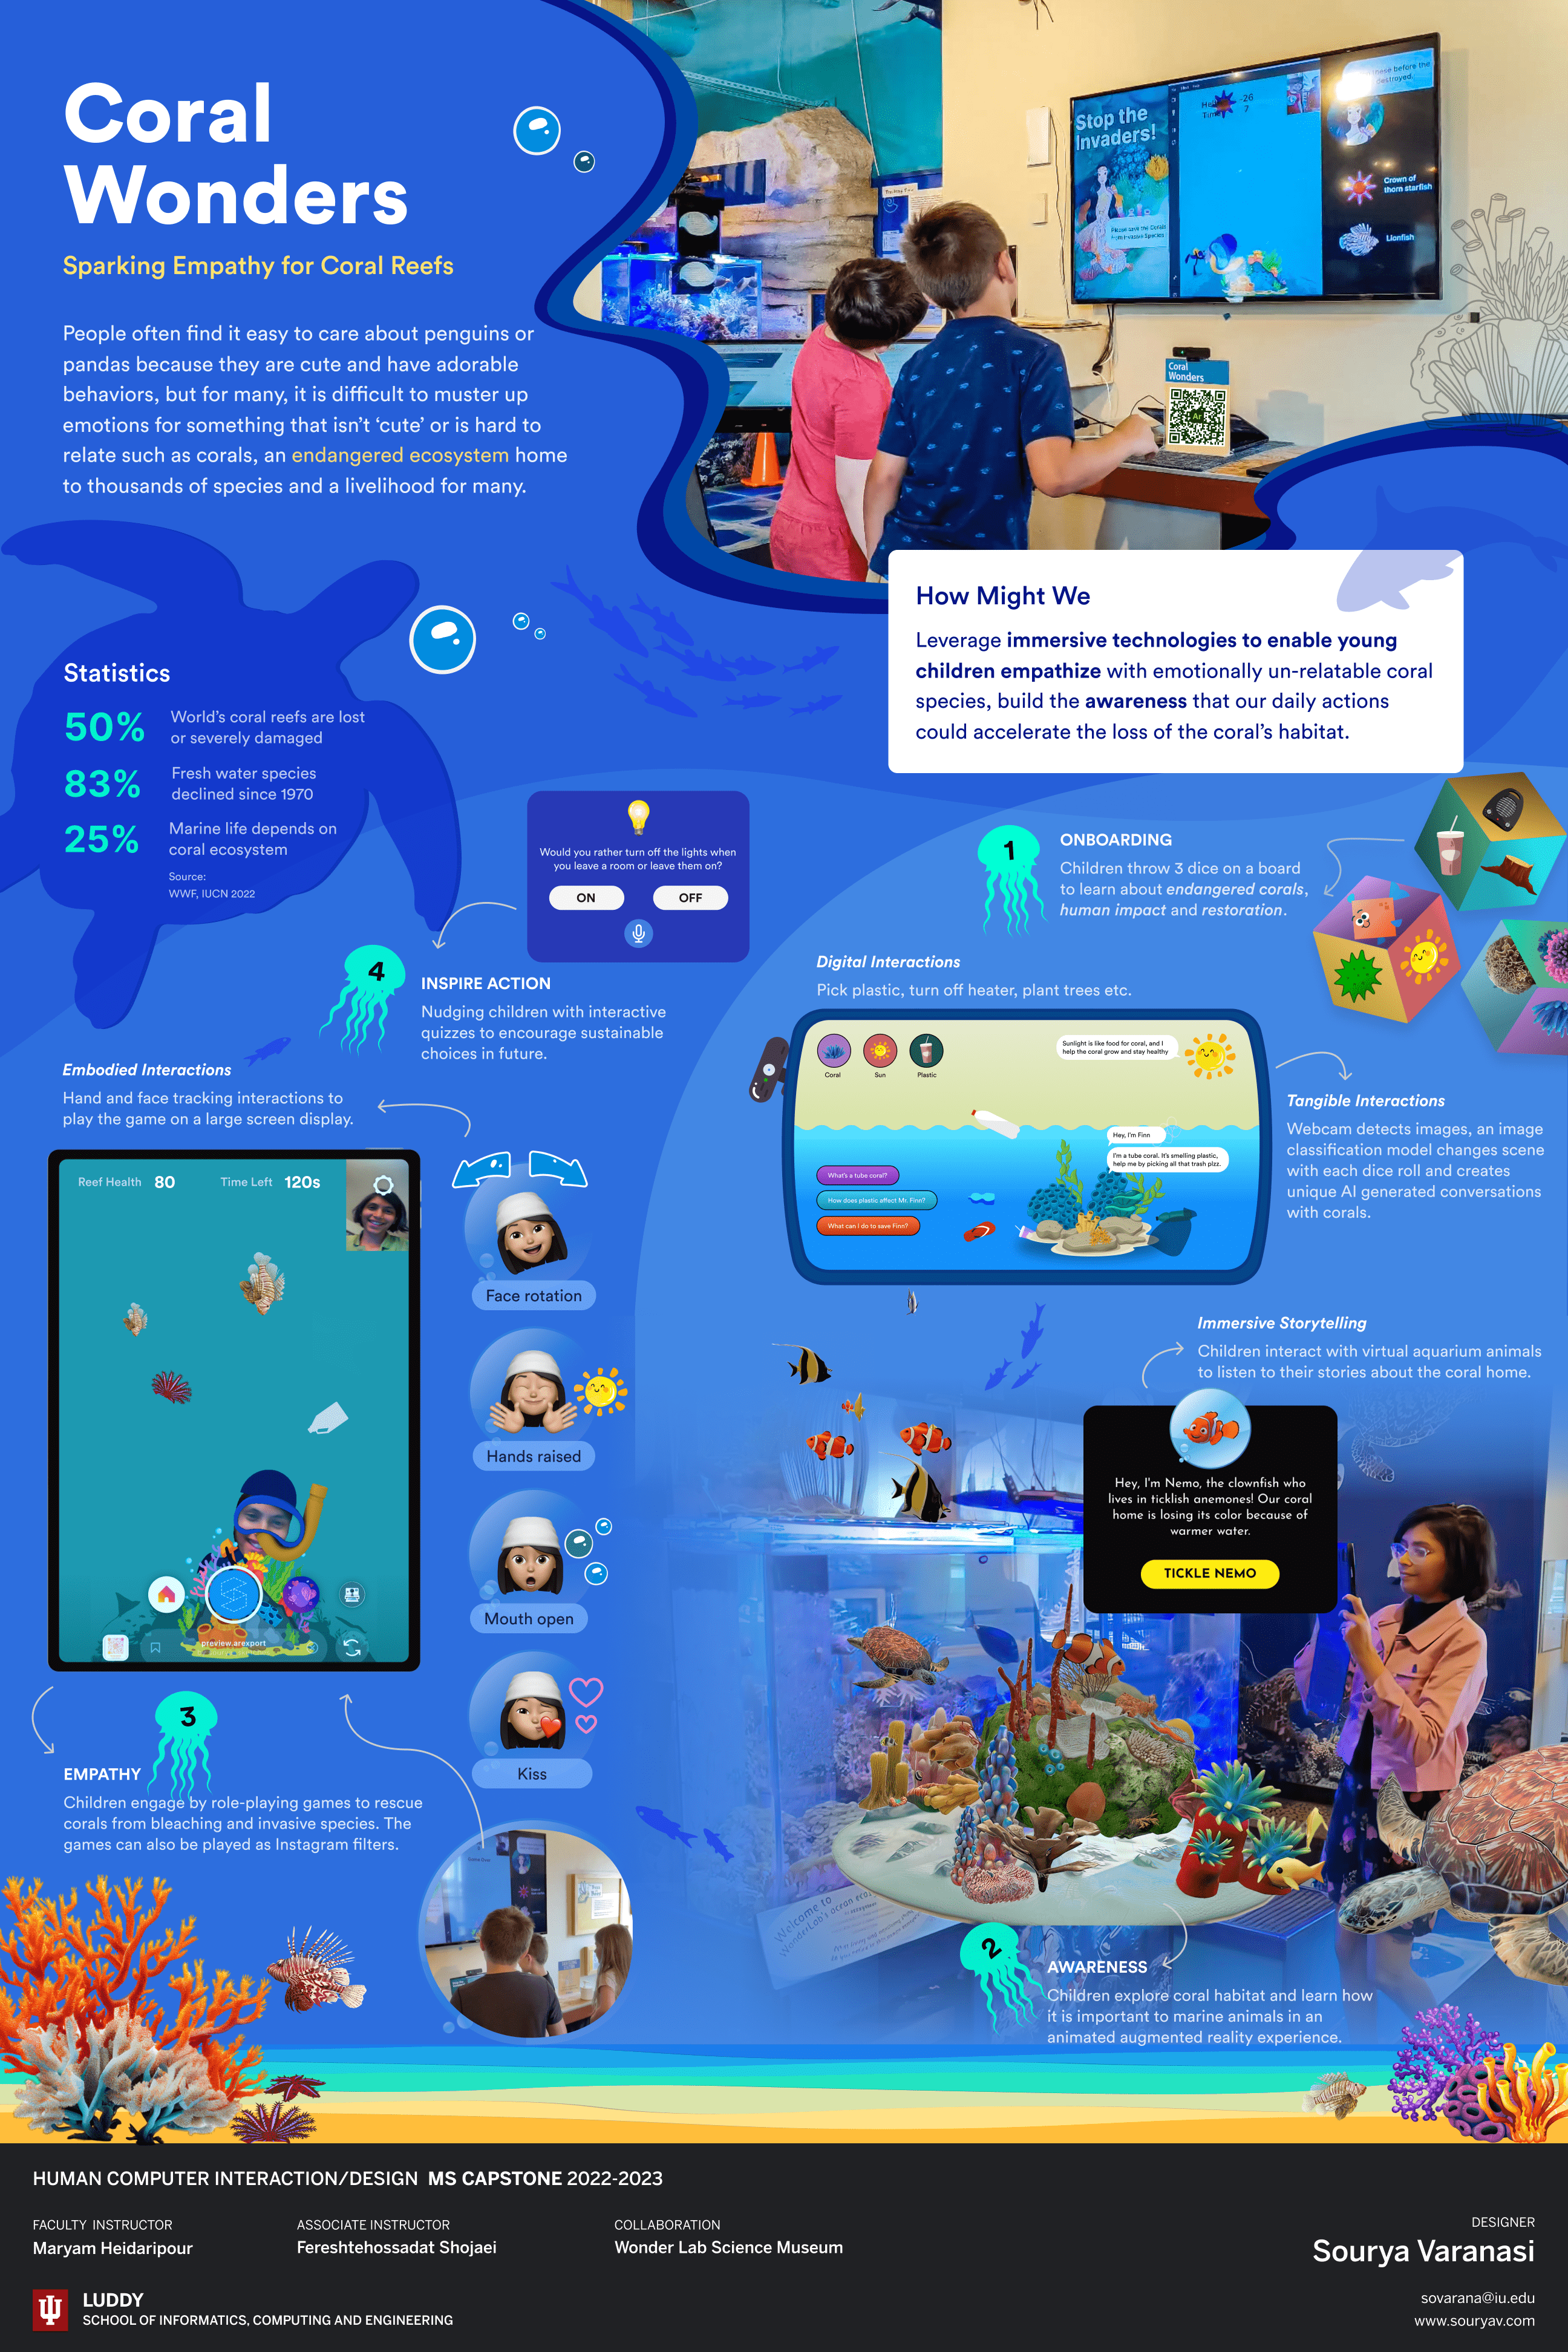 Coral
Wonders
Sparking Empathy for Coral Reefs
People often find it easy to care about penguins or
pandas because they are cute and have adorable
behaviors, but for many, it is difficult to muster up
emotions for something that isn't ‘cute’ or is hard to
relate such as corals, an endangered ecosystem home
to thousands of species and a livelihood for many.
Stop the
Invaders!
Please save the Corals
from Invasive Species
-26
7
before the
destroyed.
Crown of
thorn starfish
Lionfish
Coral
Wonders
Ar
How Might We
Leverage immersive technologies to enable young
children empathize with emotionally un-relatable coral
species, build the awareness that our daily actions
could accelerate the loss of the coral's habitat.
Statistics
50%
World's coral reefs are lost
or severely damaged
83%
Fresh water species
declined since 1970
25%
Marine life depends on
coral ecosystem
Source:
WWF, IUCN 2022
1
ONBOARDING
Children throw 3 dice on a board
to learn about endangered corals,
human impact and restoration.
Digital Interactions
Pick plastic, turn off heater, plant trees etc.
Coral
Sun
Plastic
Sunlight is like food for coral, and I
help the coral grow and stay healthy
Hey, I'm Finn
I'm a tube coral. It's smelling plastic,
help me by picking all that trash plzz.
What's a tube coral?
How does plastic affect Mr. Finn?
What can I do to save Finn?
Tangible Interactions
Webcam detects images, an image
classification model changes scene
with each dice roll and creates
unique AI generated conversations
with corals.
Immersive Storytelling
Children interact with virtual aquarium animals
to listen to their stories about the coral home.
Hey, I'm Nemo, the clownfish who
lives in ticklish anemones! Our coral
home is losing its color because of
warmer water.
TICKLE NEMO
Welcome to
WonderLab's ocean
2
AWARENESS
Children explore coral habitat and learn how
it is important to marine animals in an
animated augmented reality experience.
Would you rather turn off the lights when
you leave a room or leave them on?
ON
OFF
4
INSPIRE ACTION
Nudging children with interactive
quizzes to encourage sustainable
choices in future.
Embodied Interactions
Hand and face tracking interactions to
play the game on a large screen display.
Reef Health 80
Time Left 120s
preview.arexport
Face rotation
Hands raised
Mouth open
Kiss
3
EMPATHY
Children engage by role-playing games to rescue
corals from bleaching and invasive species. The
games can also be played as Instagram filters.
HUMAN COMPUTER INTERACTION/DESIGN MS CAPSTONE 2022-2023
FACULTY INSTRUCTOR
Maryam Heidaripour
ASSOCIATE INSTRUCTOR
Fereshtehossadat Shojaei
COLLABORATION
Wonder Lab Science Museum
DESIGNER
Sourya Varanasi
sovarana@iu.edu
www.souryav.com
LUDDY
SCHOOL OF INFORMATICS, COMPUTING AND ENGINEERING